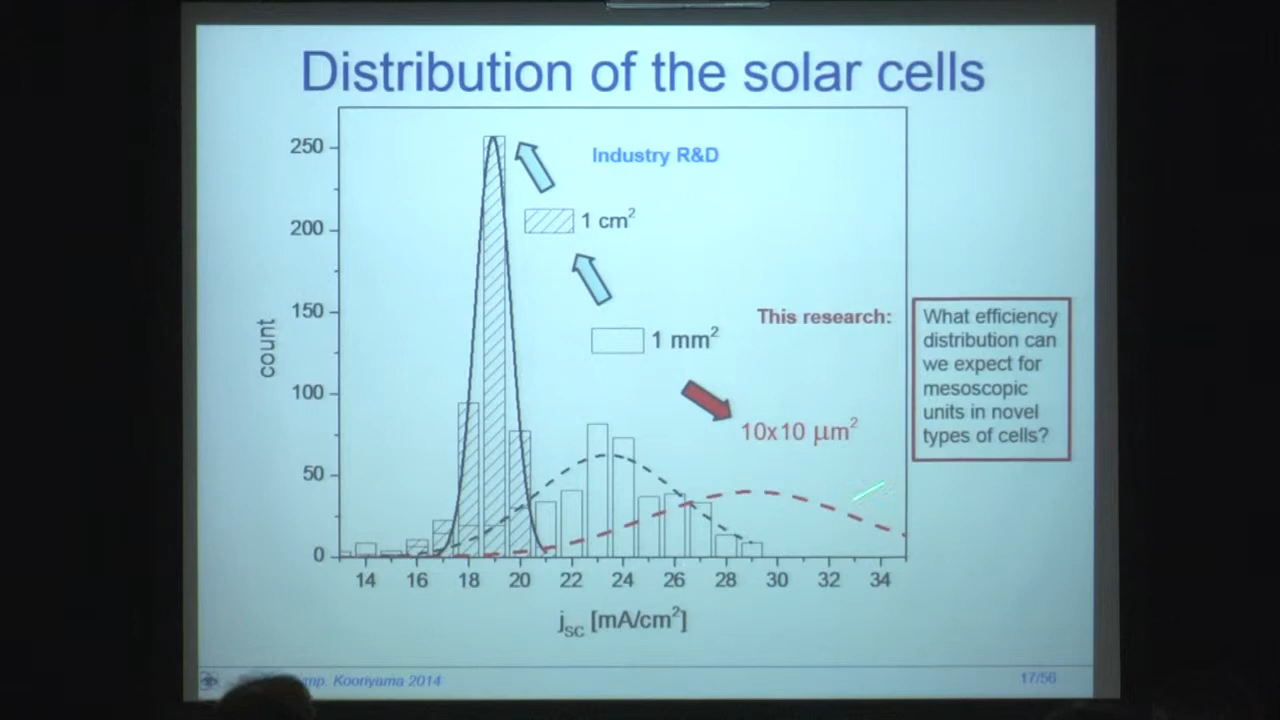 Distribution of the solar cells
250
200
150
100
50
0
count
14 16 18 20 22 24 26 28 30 32 34
jSC [mA/cm²]
Industry R&D
1 cm²
1 mm²
10x10 µm²
This research:
What efficiency
distribution can
we expect for
mesoscopic
units in novel
types of cells?
Kooriyama 2014
17/56